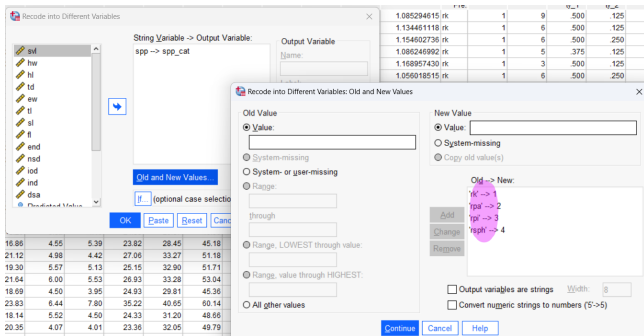 Recode into Different Variables
String Variable -> Output Variable:
Output Variable
svl
hw
hl
td
ew
tl
sl
fl
end
nsd
iod
ind
dsa
Predicted Value
spp --> spp_cat
Name:
Old and New Values...
If... (optional case selectio
OK Paste Reset Canc
1.085294615 rk 1 9 .500 .125
1.134461118 rk 1 6 .500 .125
1.154602736 rk 1 6 .500 .250
1.086246992 rk 1 5 .375 .125
1.168957430 rk 1 3 .500 .125
1.056018515 rk 1 6 .500 .250
Recode into Different Variables: Old and New Values
Old Value
Value:
System-missing
System- or user-missing
Range:
through
Range, LOWEST through value:
Range, value through HIGHEST:
All other values
New Value
Value:
System-missing
Copy old value(s)
Old --> New:
'rk' --> 1
'rpa' --> 2
'rpi' --> 3
'rsph' --> 4
Add
Change
Remove
Output variables are strings Width: 8
Convert numeric strings to numbers ('5'->5)
Continue Cancel Help
16.86 4.55 5.39 23.82 28.45 45.18
21.12 4.98 4.42 27.06 33.27 51.18
19.30 5.57 5.13 25.15 32.90 51.71
21.64 6.00 5.53 26.93 33.28 53.04
18.69 4.50 3.95 24.93 29.81 45.36
23.83 6.44 7.80 35.22 40.65 60.14
18.14 5.52 4.50 24.33 31.20 48.66
20.35 4.07 4.01 23.36 32.05 49.79